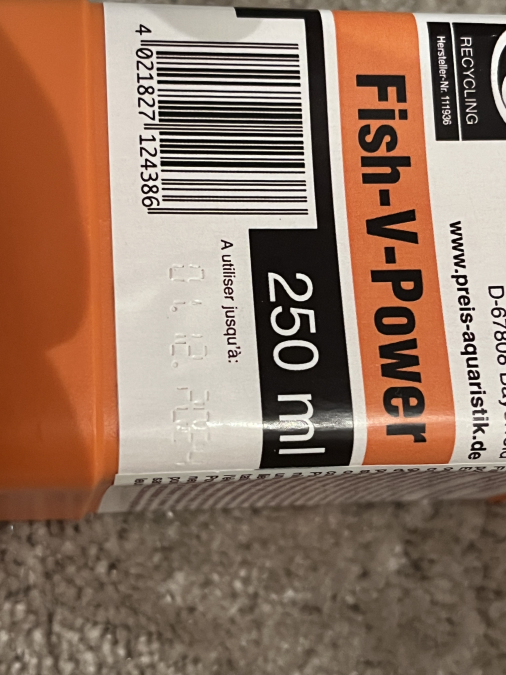 RECYCLING
Hersteller-Nr. 111936
www.preis-aquaristik.de
Fish-V-Power
250 ml
A utiliser jusqu'à:
4 021827 124386